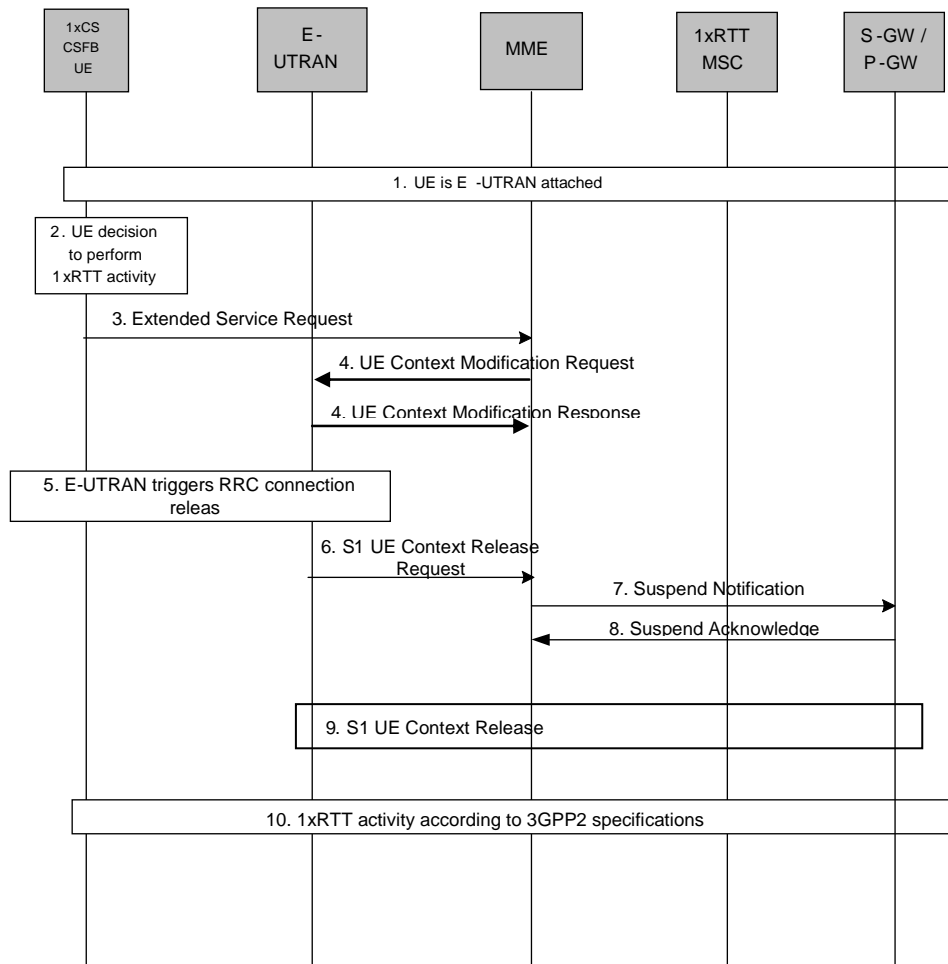 1xCS
CSFB
UE
E-
UTRAN
MME
1xRTT
MSC
S-GW /
P-GW
1. UE is E -UTRAN attached
2. UE decision
to perform
1xRTT activity
3. Extended Service Request
4. UE Context Modification Request
4. UE Context Modification Response
5. E-UTRAN triggers RRC connection
releas
6. S1 UE Context Release
Request
7. Suspend Notification
8. Suspend Acknowledge
9. S1 UE Context Release
10. 1xRTT activity according to 3GPP2 specifications